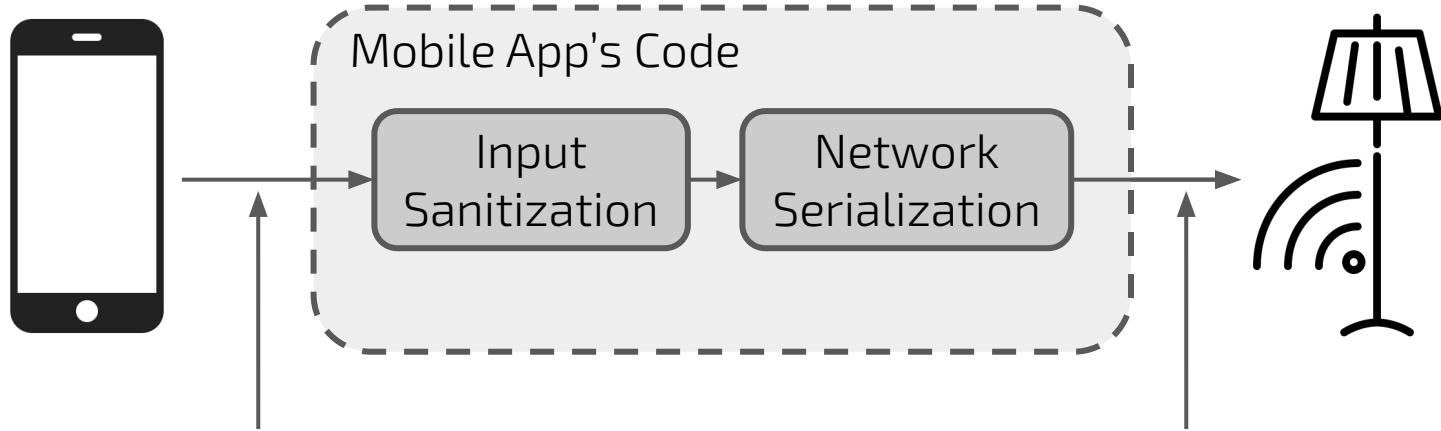 Mobile App's Code
Input
Sanitization
Network
Serialization